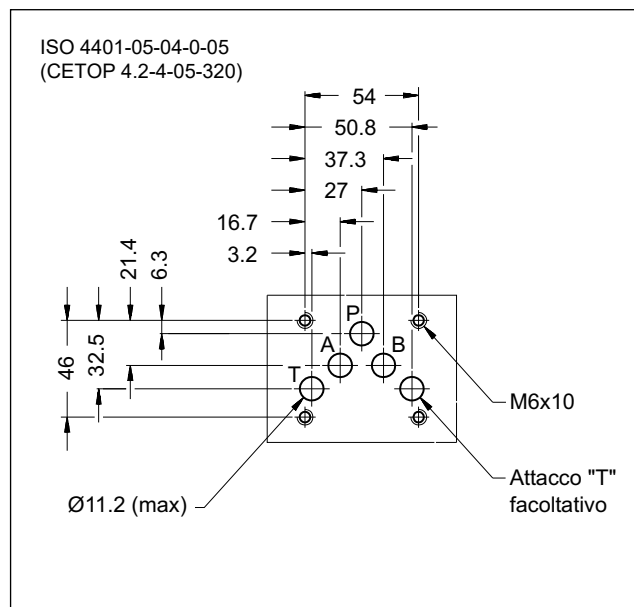 ISO 4401-05-04-0-05
(CETOP 4.2-4-05-320)
54
50.8
37.3
27
16.7
3.2
21.4
6.3
32.5
46
P
A
B
T
M6x10
Ø11.2 (max)
Attacco "T"
facoltativo